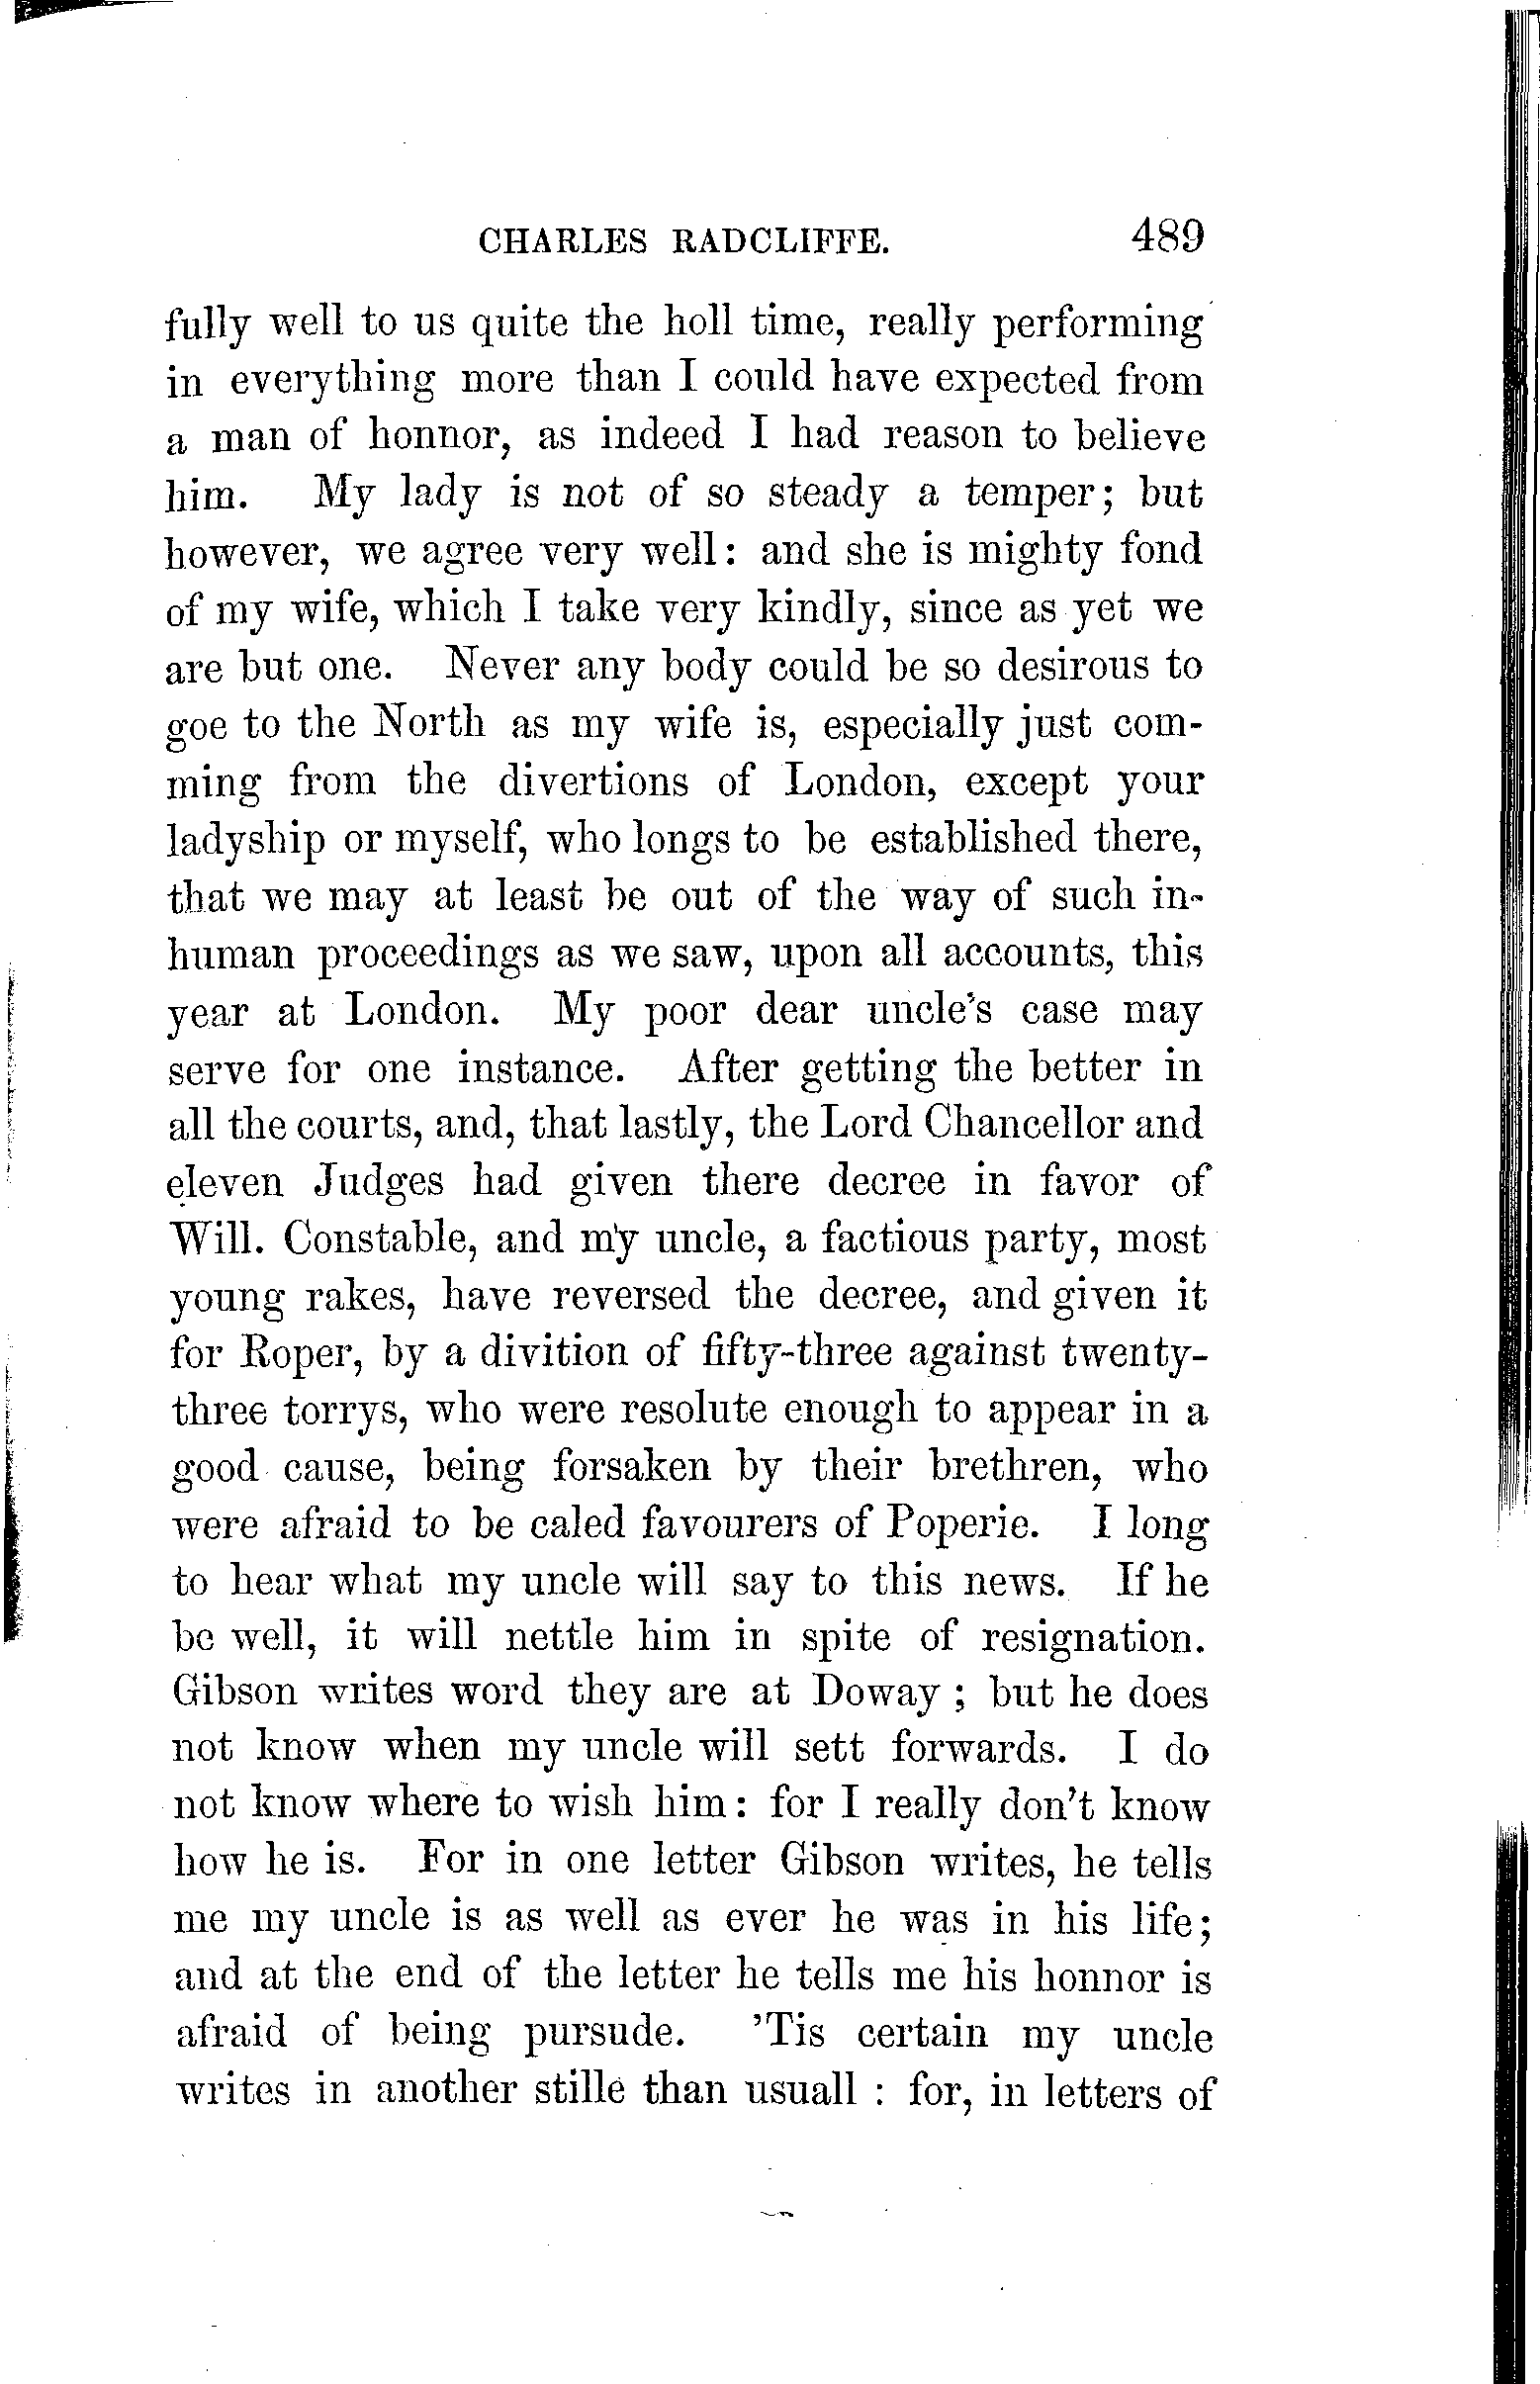 CHARLES RADCLIFFE. 489
fully well to us quite the holl time, really performing
in everything more than I could have expected from
a man of honnor, as indeed I had reason to believe
him. My lady is not of so steady a temper; but
however, we agree very well: and she is mighty fond
of my wife, which I take very kindly, since as yet we
are but one. Never any body could be so desirous to
goe to the North as my wife is, especially just com-
ming from the divertions of London, except your
ladyship or myself, who longs to be established there,
that we may at least be out of the way of such in-
human proceedings as we saw, upon all accounts, this
year at London. My poor dear uncle's case may
serve for one instance. After getting the better in
all the courts, and, that lastly, the Lord Chancellor and
eleven Judges had given there decree in favor of
Will. Constable, and my uncle, a factious party, most
young rakes, have reversed the decree, and given it
for Roper, by a divition of fifty-three against twenty-
three torrys, who were resolute enough to appear in a
good cause, being forsaken by their brethren, who
were afraid to be caled favourers of Poperie. I long
to hear what my uncle will say to this news. If he
be well, it will nettle him in spite of resignation.
Gibson writes word they are at Doway ; but he does
not know when my uncle will sett forwards. I do
not know where to wish him: for I really don't know
how he is. For in one letter Gibson writes, he tells
me my uncle is as well as ever he was in his life;
and at the end of the letter he tells me his honnor is
afraid of being pursude. 'Tis certain my uncle
writes in another stille than usuall : for, in letters of